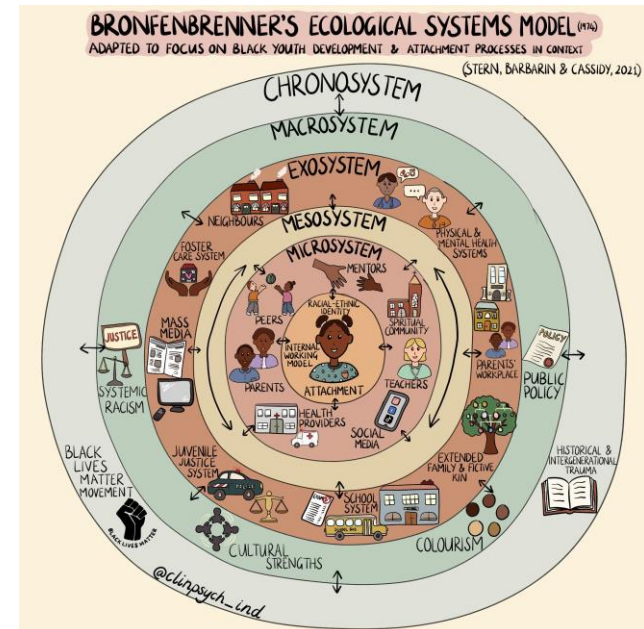 BRONFENBRENNER'S ECOLOGICAL SYSTEMS MODEL (1974)
ADAPTED TO FOCUS ON BLACK YOUTH DEVELOPMENT & ATTACHMENT PROCESSES IN CONTEXT
(STERN, BARBARIN & CASSIDY, 2021)
CHRONOSYSTEM
MACROSYSTEM
EXOSYSTEM
NEIGHBOURS
PHYSICAL &
MENTAL HEALTH
SYSTEMS
MESOSYSTEM
MICROSYSTEM
FOSTER
CARE SYSTEM
MENTORS
PEERS
RACIAL-ETHNIC
IDENTITY
SPIRITUAL
COMMUNITY
JUSTICE
MASS
MEDIA
INTERNAL
WORKING
MODEL
POLICY
PARENTS'
WORKPLACE
PARENTS
ATTACHMENT
TEACHERS
SYSTEMIC
RACISM
PUBLIC
POLICY
HEALTH
PROVIDERS
SOCIAL
MEDIA
BLACK
LIVES
MATTER
MOVEMENT
JUVENILE
JUSTICE
SYSTEM
EXTENDED
FAMILY & FICTIVE
KIN
HISTORICAL &
INTERGENERATIONAL
TRAUMA
SCHOOL
SYSTEM
SCHOOL BUS
BLACK LIVES MATTER
CULTURAL
STRENGTHS
COLOURISM
@clinpsych_ind